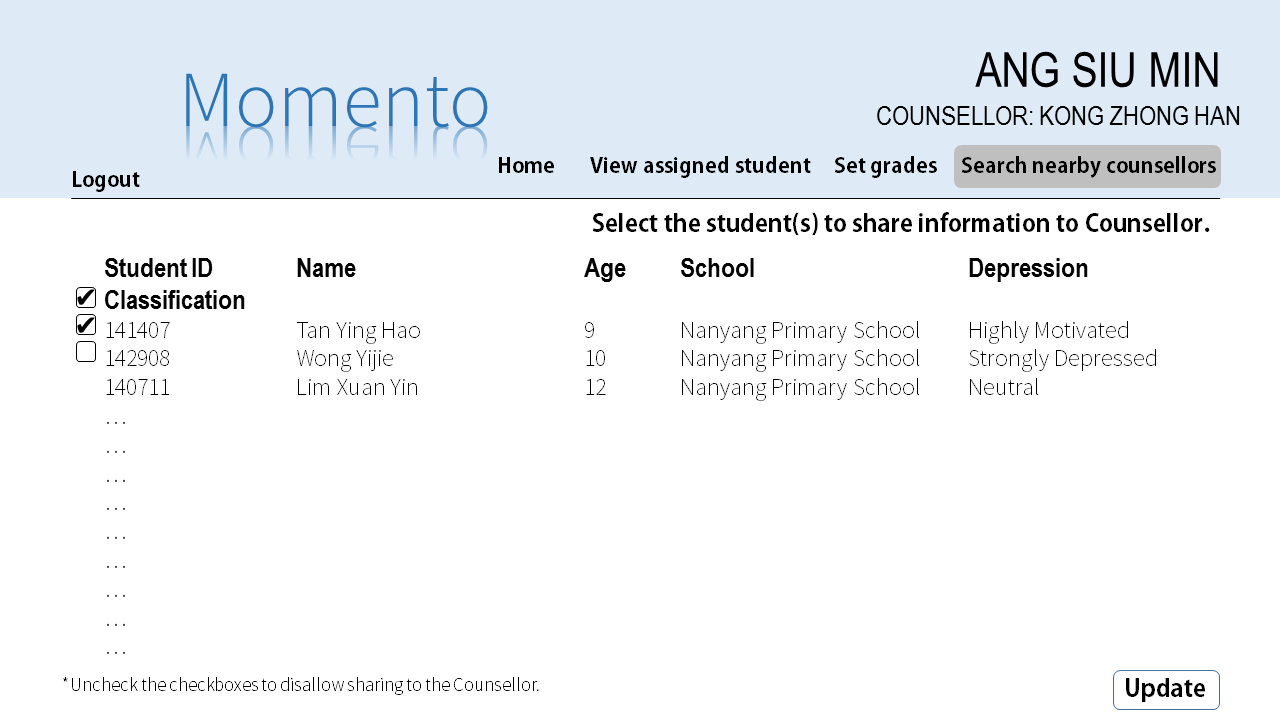 Momento
ANG SIU MIN
COUNSELLOR: KONG ZHONG HAN
Logout
Home View assigned student Set grades Search nearby counsellors
Select the student(s) to share information to Counsellor.
Student ID Name Age School Depression
Classification
141407 Tan Ying Hao 9 Nanyang Primary School Highly Motivated
142908 Wong Yijie 10 Nanyang Primary School Strongly Depressed
140711 Lim Xuan Yin 12 Nanyang Primary School Neutral
…
…
…
…
…
…
…
…
…
* Uncheck the checkboxes to disallow sharing to the Counsellor.
Update